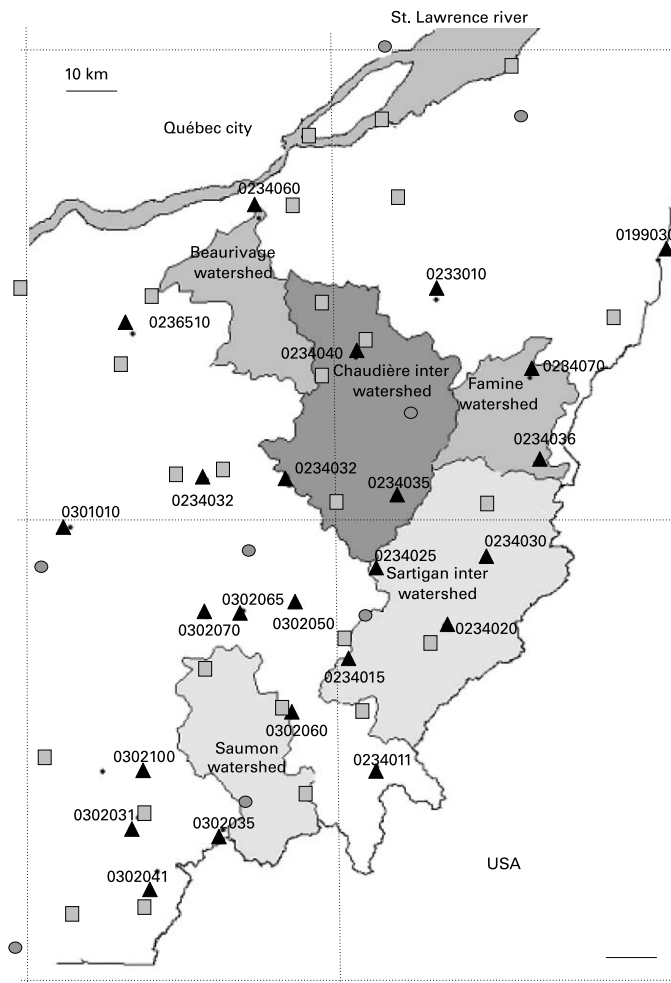 St. Lawrence river
10 km
Québec city
0234060
0199030
Beaurivage
watershed
0233010
0236510
0234040
Chaudière inter
watershed
0234070
Famine
watershed
0234036
0234032
0234032
0234035
0301010
0234030
0234025
Sartigan inter
watershed
0302065
0302070
0302050
0234020
0234015
0302060
Saumon
watershed
0302100
0234011
0302031
0302035
USA
0302041